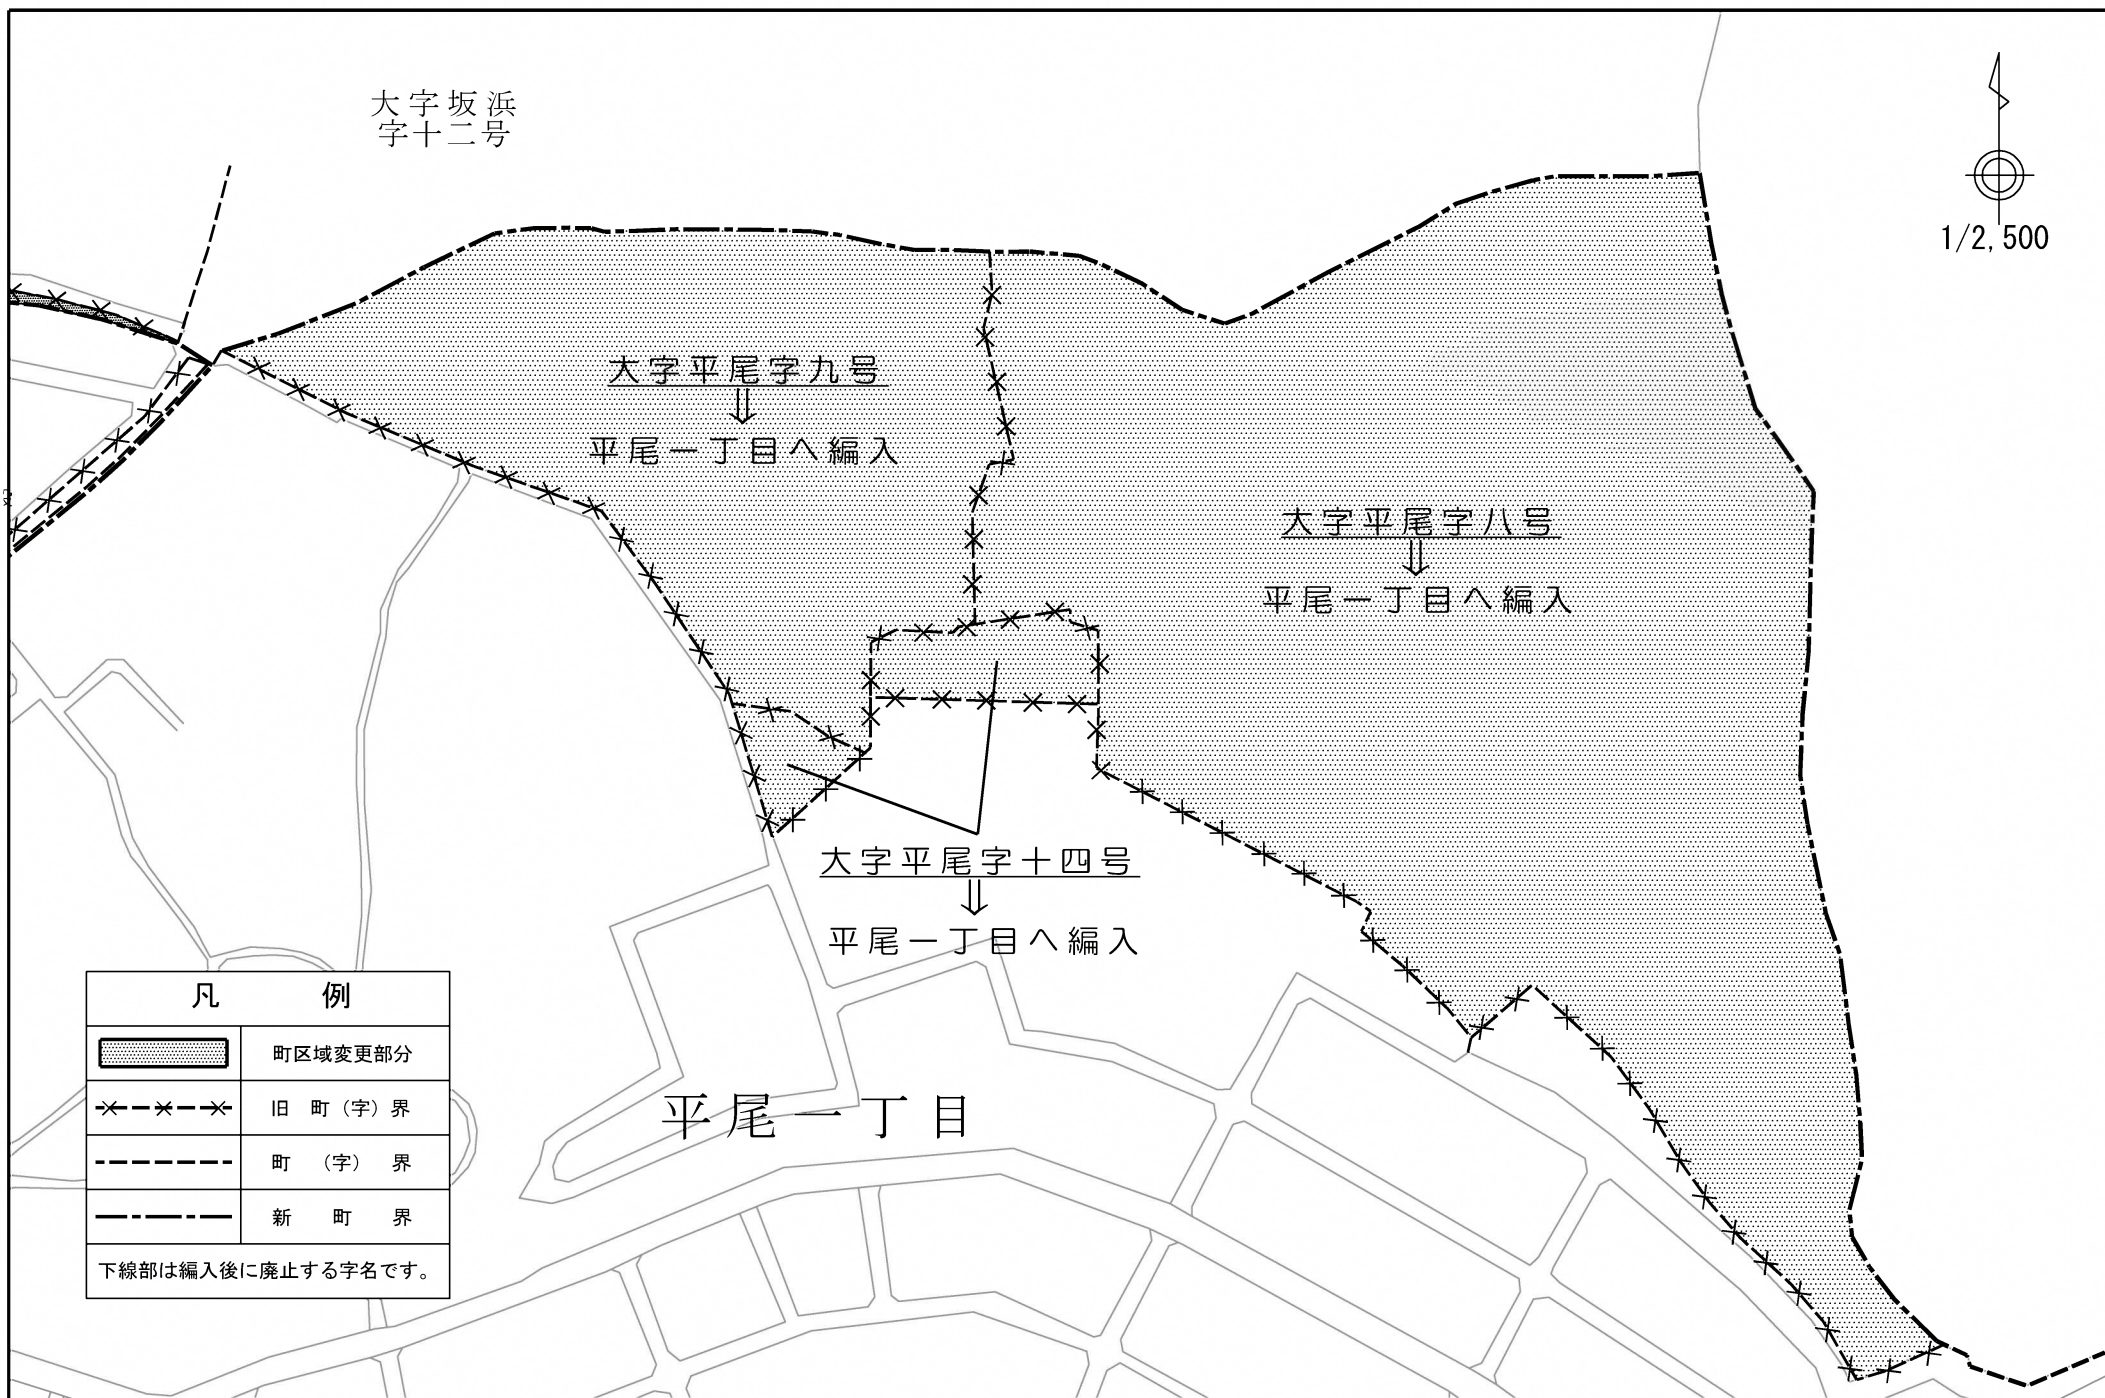 大字坂浜
字十二号
1/2,500
大字平尾字九号
⇓
平尾一丁目へ編入
大字平尾字八号
⇓
平尾一丁目へ編入
大字平尾字十四号
⇓
平尾一丁目へ編入
平尾一丁目
凡 例
町区域変更部分
旧 町（字）界
町 （字） 界
新 町 界
下線部は編入後に廃止する字名です。